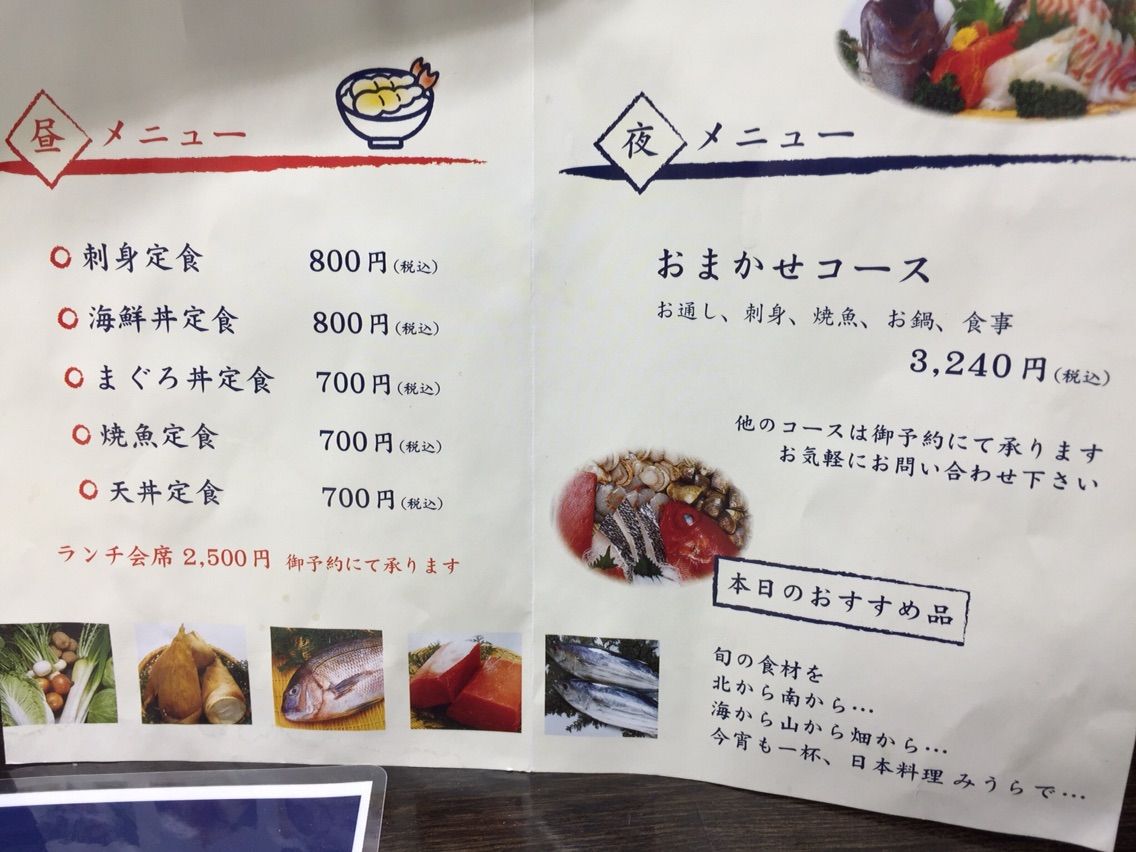 昼 メニュー
刺身定食 800円(税込)
海鮮丼定食 800円(税込)
まぐろ丼定食 700円(税込)
焼魚定食 700円(税込)
天丼定食 700円(税込)
ランチ会席 2,500円 御予約にて承ります
夜 メニュー
おまかせコース
お通し、刺身、焼魚、お鍋、食事
3,240円(税込)
他のコースは御予約にて承ります
お気軽にお問い合わせ下さい
本日のおすすめ品
旬の食材を
北から南から…
海から山から畑から…
今宵も一杯、日本料理 みうらで…